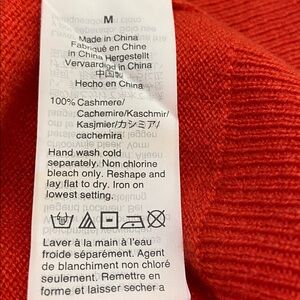 M
Made in China
Fabriqué en Chine
In China Hergestellt
Vervaardigd in China
中国製
Hecho en China
100% Cashmere/
Cachemire/Kaschmir/
Kasjmier/カシミア/
cachemira
Hand wash cold
separately. Non chlorine
bleach only. Reshape and
lay flat to dry. Iron on
lowest setting.
Laver à la main à l'eau
froide séparément. Agent
de blanchiment non chloré
seulement. Remettre en
forme et laisser sécher a